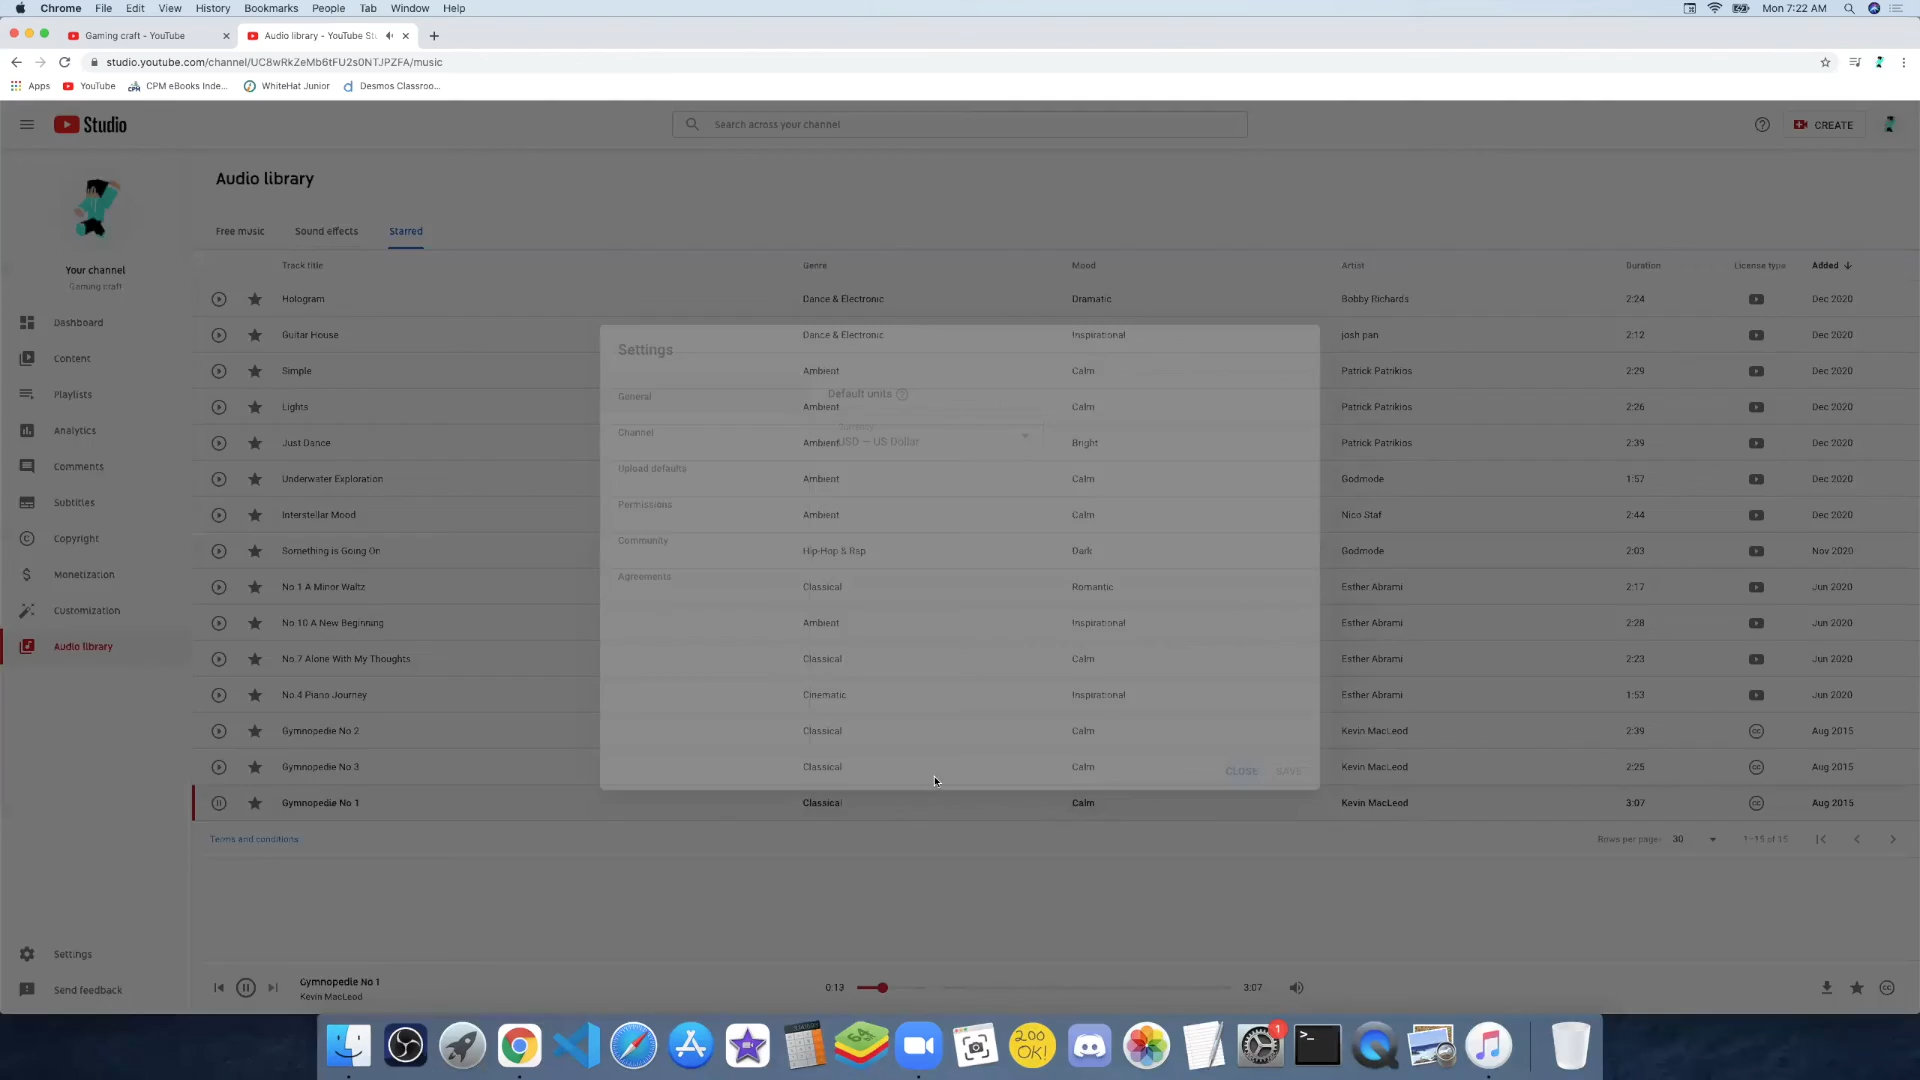 Chrome File Edit View History Bookmarks People Tab Window Help Mon 7:22 AM
Gaming craft - YouTube Audio library - YouTube St
studio.youtube.com/channel/UC8wRkZeMb6tFU2s0NTJPZFA/music
Apps YouTube CPM eBooks Inde... WhiteHat Junior Desmos Classroo...
Studio Search across your channel CREATE
Audio library
Free music Sound effects Starred
Your channel
Gaming craft
Dashboard
Content
Playlists
Analytics
Comments
Subtitles
Copyright
Monetization
Customization
Audio library
Settings
Send feedback
Track title Genre Mood Artist Duration License type Added
Hologram Dance & Electronic Dramatic Bobby Richards 2:24 Dec 2020
Guitar House Dance & Electronic Inspirational josh pan 2:12 Dec 2020
Simple Ambient Calm Patrick Patrikios 2:29 Dec 2020
Lights Ambient Calm Patrick Patrikios 2:26 Dec 2020
Just Dance Ambient Bright Patrick Patrikios 2:39 Dec 2020
Underwater Exploration Ambient Calm Godmode 1:57 Dec 2020
Interstellar Mood Ambient Calm Nico Staf 2:44 Dec 2020
Something is Going On Hip-Hop & Rap Dark Godmode 2:03 Nov 2020
No 1 A Minor Waltz Classical Romantic Esther Abrami 2:17 Jun 2020
No.10 A New Beginning Ambient Inspirational Esther Abrami 2:28 Jun 2020
No.7 Alone With My Thoughts Classical Calm Esther Abrami 2:23 Jun 2020
No.4 Piano Journey Cinematic Inspirational Esther Abrami 1:53 Jun 2020
Gymnopedie No 2 Classical Calm Kevin MacLeod 2:39 Aug 2015
Gymnopedie No 3 Classical Calm Kevin MacLeod 2:25 Aug 2015
Gymnopedie No 1 Classical Calm Kevin MacLeod 3:07 Aug 2015
Terms and conditions Rows per page: 30 1–15 of 15
Settings
General
Channel
Upload defaults
Permissions
Community
Agreements
Default units
Currency
USD – US Dollar
CLOSE SAVE
Gymnopedie No 1
Kevin MacLeod
0:13 3:07
64
200
OK!
1